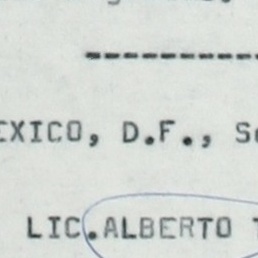 EXICO, D.F., S
LIC.ALBERTO T